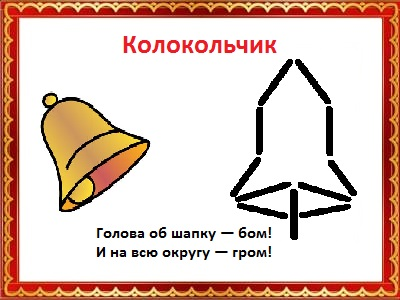 Колокольчик
Голова об шапку — бом!
И на всю округу — гром!